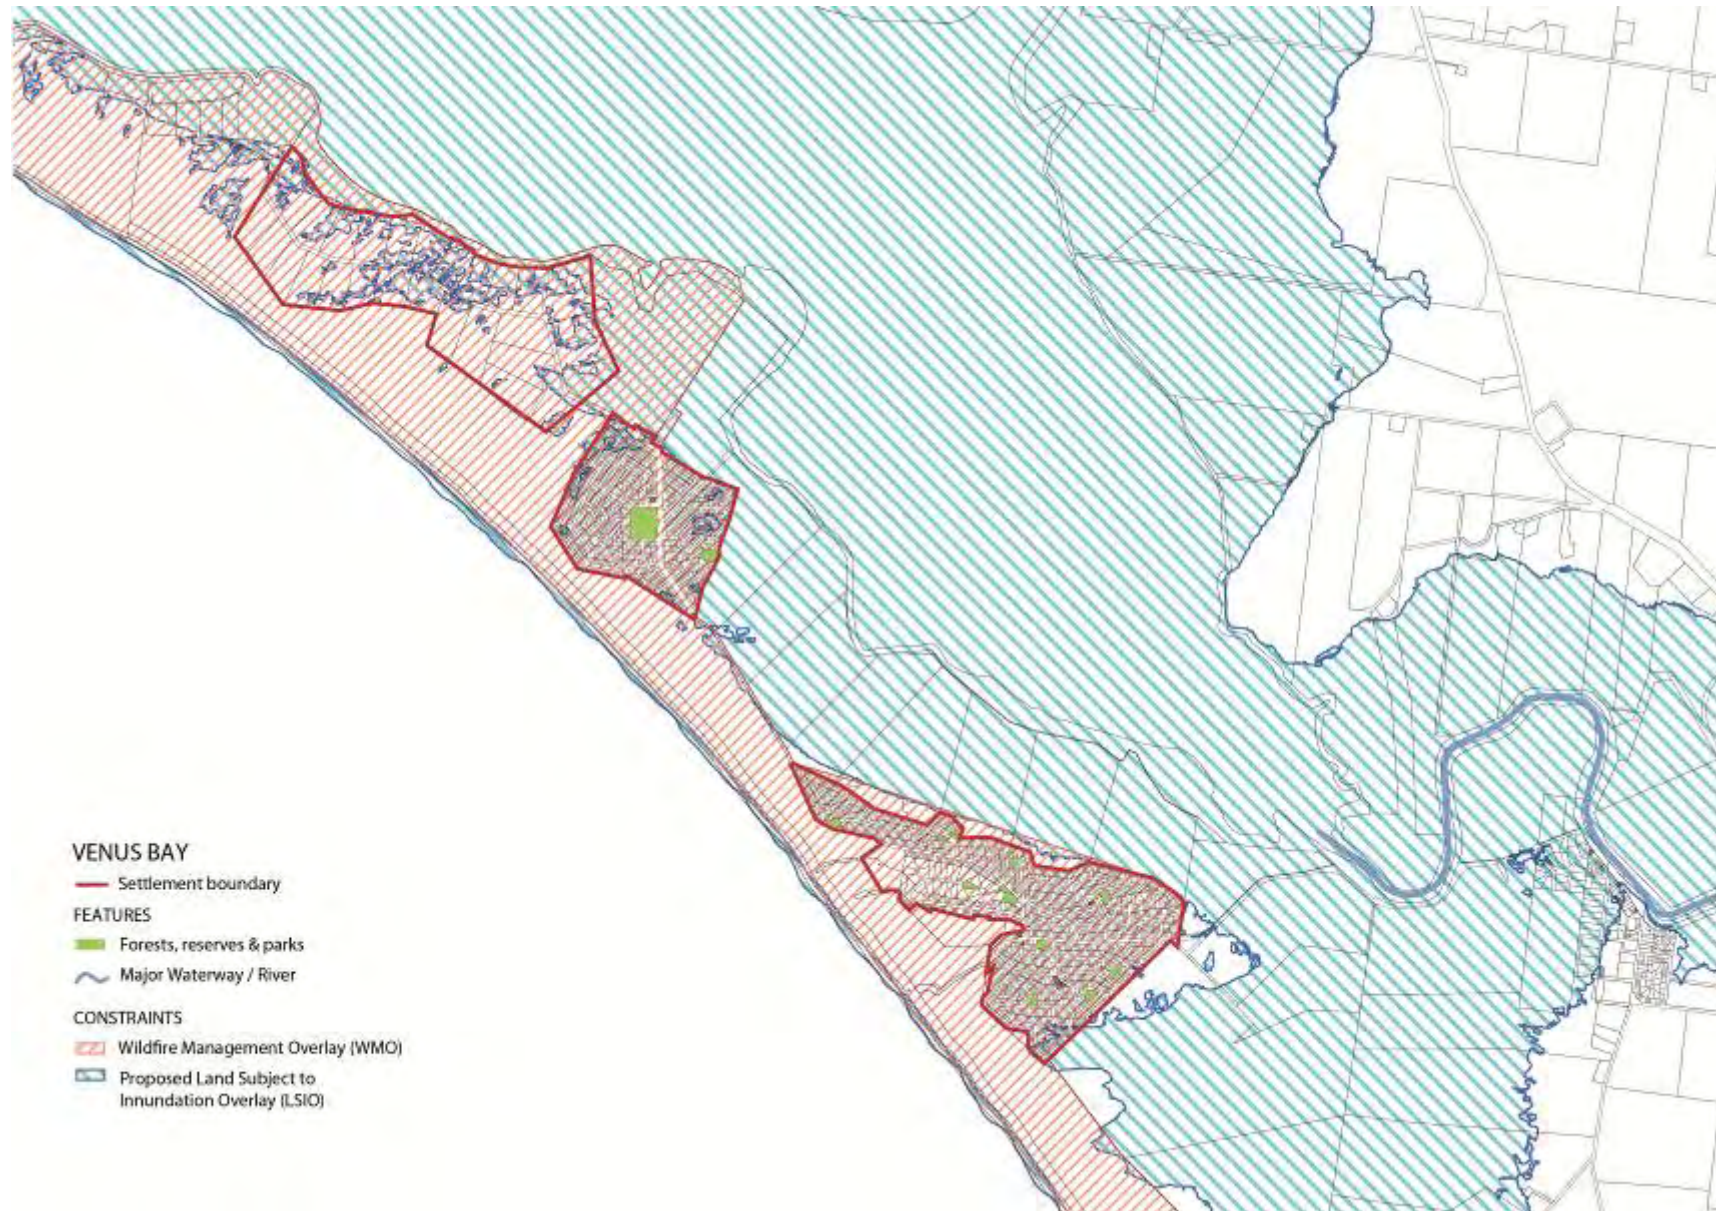 VENUS BAY
Settlement boundary
FEATURES
Forests, reserves & parks
Major Waterway / River
CONSTRAINTS
Wildfire Management Overlay (WMO)
Proposed Land Subject to
Innundation Overlay (LSIO)